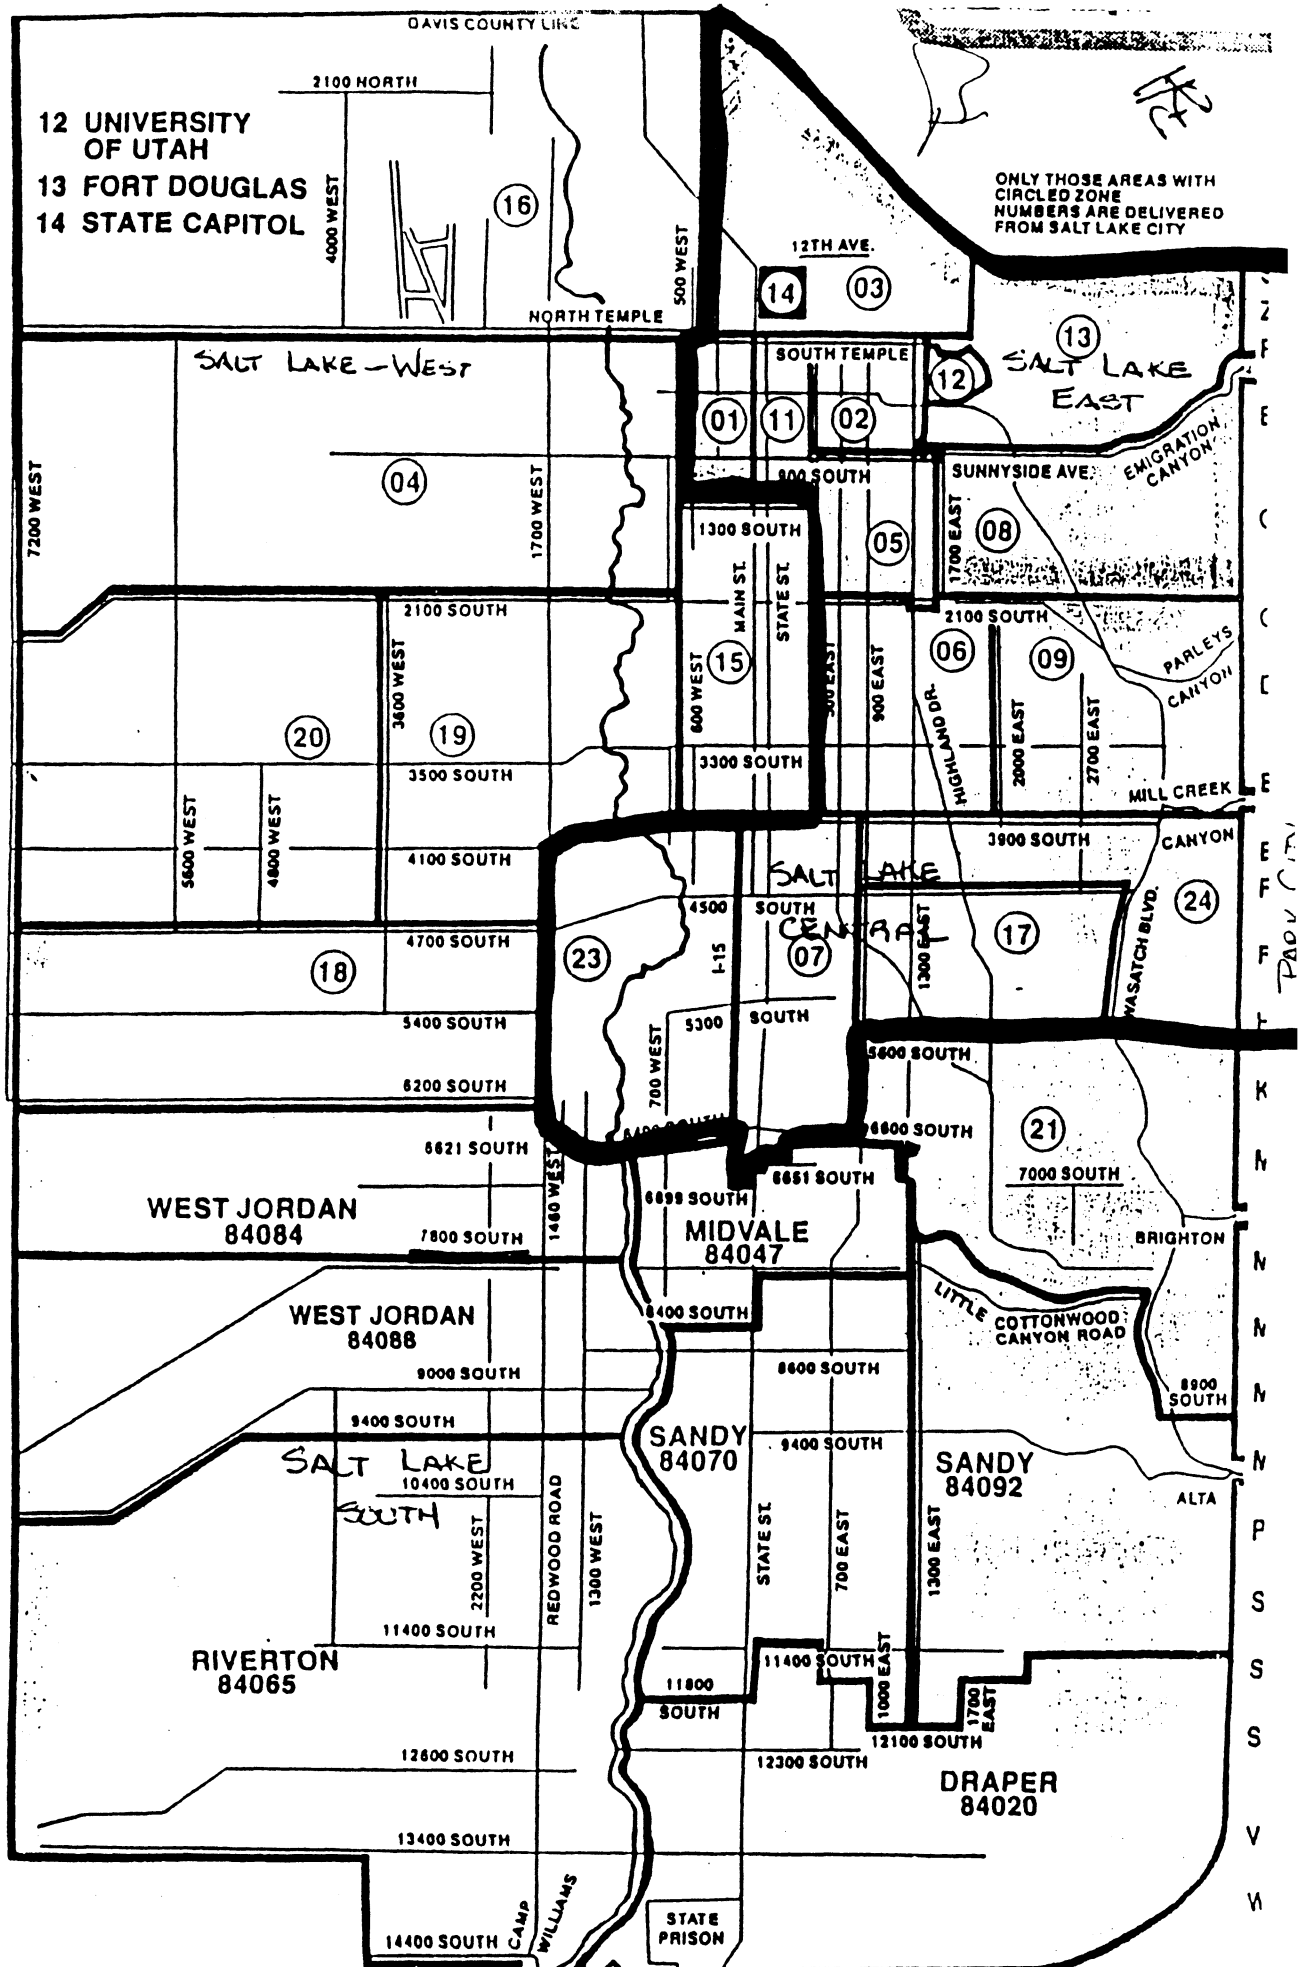 DAVIS COUNTY LINE
2100 NORTH
12 UNIVERSITY
OF UTAH
13 FORT DOUGLAS
14 STATE CAPITOL
4000 WEST
16
500 WEST
ONLY THOSE AREAS WITH
CIRCLED ZONE
NUMBERS ARE DELIVERED
FROM SALT LAKE CITY
12TH AVE.
14
03
NORTH TEMPLE
13
SALT LAKE - WEST
SOUTH TEMPLE
12
SALT LAKE
EAST
01
11
02
EMIGRATION
CANYON
7200 WEST
04
1700 WEST
900 SOUTH
SUNNYSIDE AVE.
1300 SOUTH
05
1700 EAST
08
2100 SOUTH
MAIN ST.
STATE ST.
2100 SOUTH
3600 WEST
600 WEST
15
500 EAST
900 EAST
06
09
PARLEYS
CANYON
20
19
HIGHLAND DR.
2000 EAST
2700 EAST
3500 SOUTH
3300 SOUTH
MILL CREEK
CANYON
5600 WEST
4800 WEST
3900 SOUTH
4100 SOUTH
SALT LAKE
CENTRAL
4500 SOUTH
24
4700 SOUTH
18
23
I-15
07
1300 EAST
17
WASATCH BLVD.
PARK CITY
5400 SOUTH
5300 SOUTH
700 WEST
5600 SOUTH
6200 SOUTH
6600 SOUTH
21
6621 SOUTH
1460 WEST
6651 SOUTH
7000 SOUTH
WEST JORDAN
84084
6899 SOUTH
MIDVALE
84047
7800 SOUTH
BRIGHTON
WEST JORDAN
84088
8400 SOUTH
LITTLE
COTTONWOOD
CANYON ROAD
9000 SOUTH
8600 SOUTH
8900
SOUTH
9400 SOUTH
SANDY
84070
9400 SOUTH
SANDY
84092
SALT LAKE
SOUTH
10400 SOUTH
ALTA
2200 WEST
REDWOOD ROAD
1300 WEST
STATE ST.
700 EAST
1300 EAST
11400 SOUTH
RIVERTON
84065
11400 SOUTH
1000 EAST
1700
EAST
11800
SOUTH
12100 SOUTH
12600 SOUTH
12300 SOUTH
DRAPER
84020
13400 SOUTH
CAMP
WILLIAMS
14400 SOUTH
STATE
PRISON